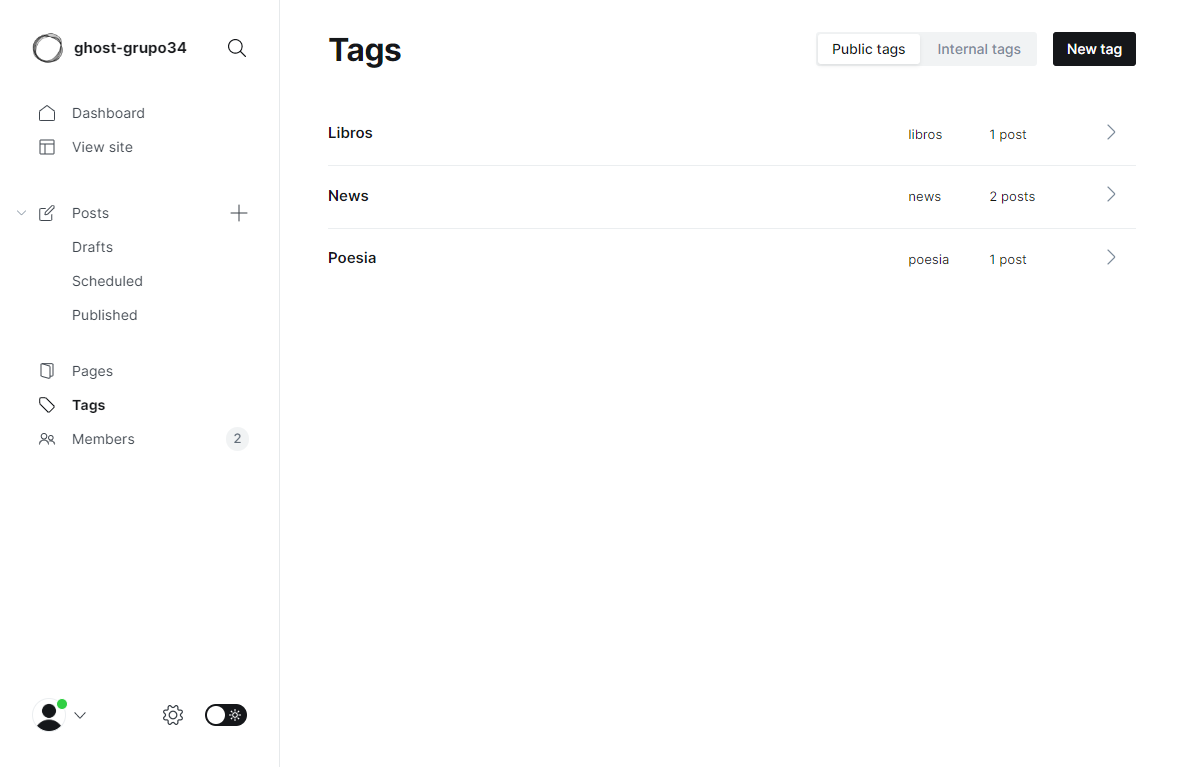 ghost-grupo34
Dashboard
View site
Posts
Drafts
Scheduled
Published
Pages
Tags
Members 2
Tags
Public tags Internal tags New tag
Libros libros 1 post
News news 2 posts
Poesia poesia 1 post